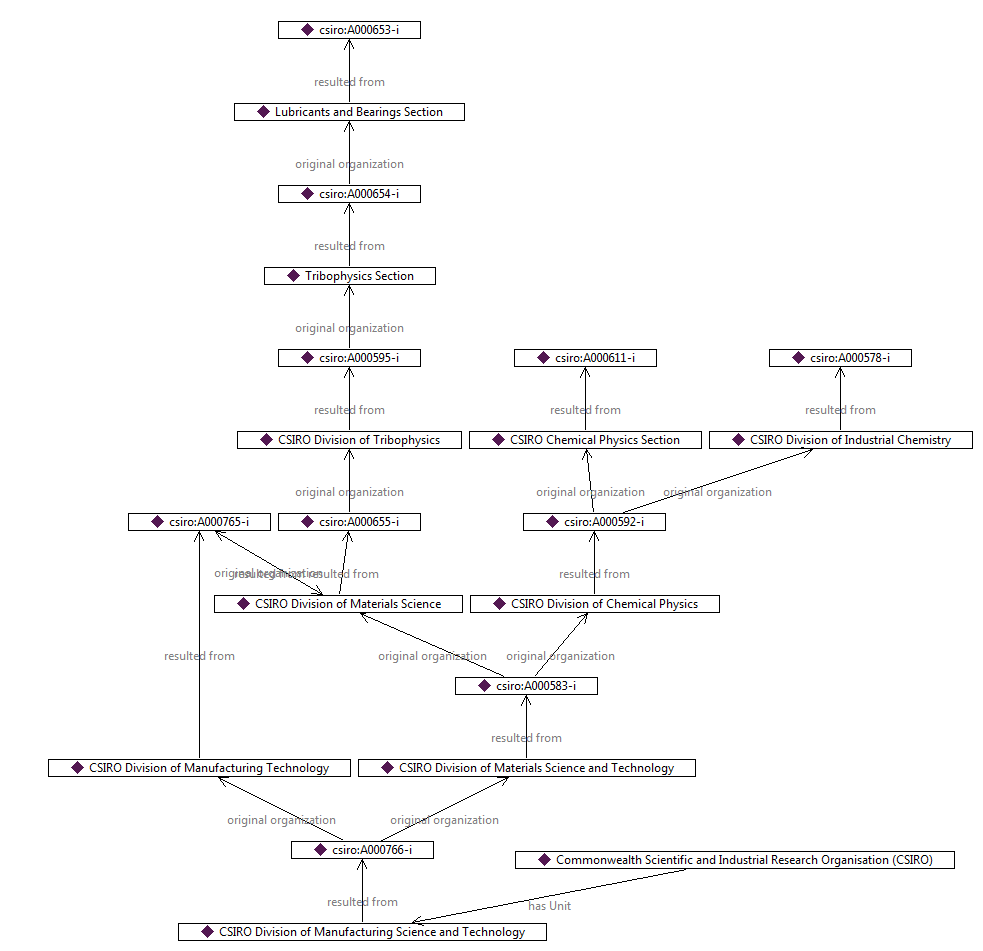 csiro:A000653-i
resulted from
Lubricants and Bearings Section
original organization
csiro:A000654-i
resulted from
Tribophysics Section
original organization
csiro:A000595-i
csiro:A000611-i
csiro:A000578-i
resulted from
resulted from
resulted from
CSIRO Division of Tribophysics
CSIRO Chemical Physics Section
CSIRO Division of Industrial Chemistry
original organization
original organization
original organization
csiro:A000765-i
csiro:A000655-i
csiro:A000592-i
original organization
resulted from
resulted from
resulted from
CSIRO Division of Materials Science
CSIRO Division of Chemical Physics
resulted from
original organization
original organization
csiro:A000583-i
resulted from
CSIRO Division of Manufacturing Technology
CSIRO Division of Materials Science and Technology
original organization
original organization
csiro:A000766-i
Commonwealth Scientific and Industrial Research Organisation (CSIRO)
resulted from
has Unit
CSIRO Division of Manufacturing Science and Technology